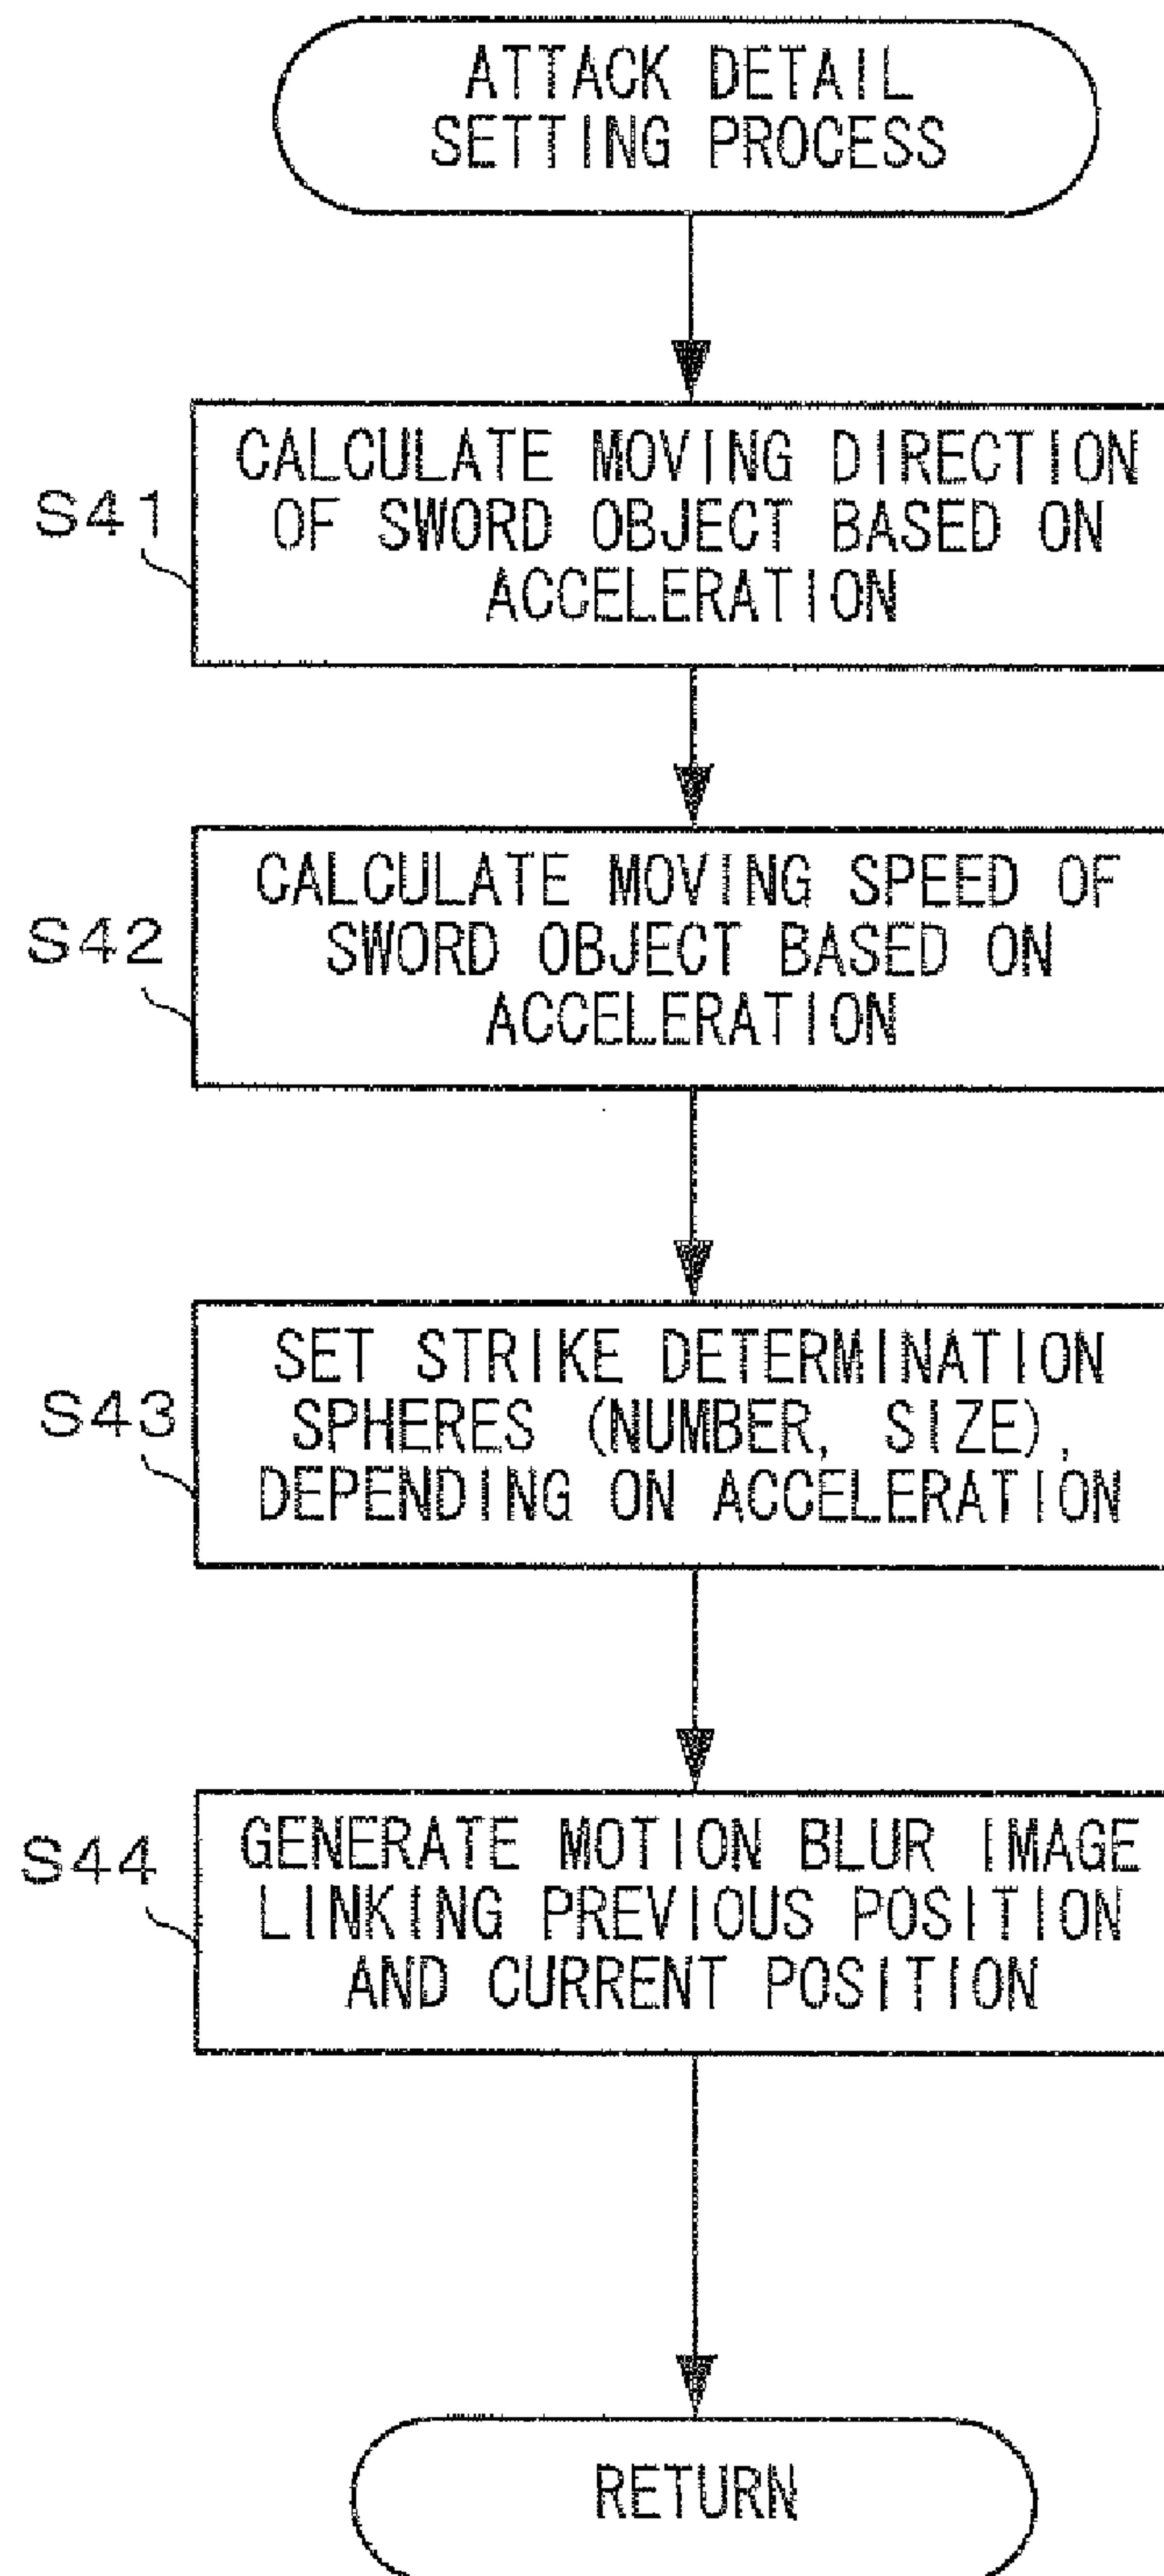 ATTACK DETAIL
SETTING PROCESS
S41
CALCULATE MOVING DIRECTION
OF SWORD OBJECT BASED ON
ACCELERATION
S42
CALCULATE MOVING SPEED OF
SWORD OBJECT BASED ON
ACCELERATION
S43
SET STRIKE DETERMINATION
SPHERES (NUMBER, SIZE),
DEPENDING ON ACCELERATION
S44
GENERATE MOTION BLUR IMAGE
LINKING PREVIOUS POSITION
AND CURRENT POSITION
RETURN